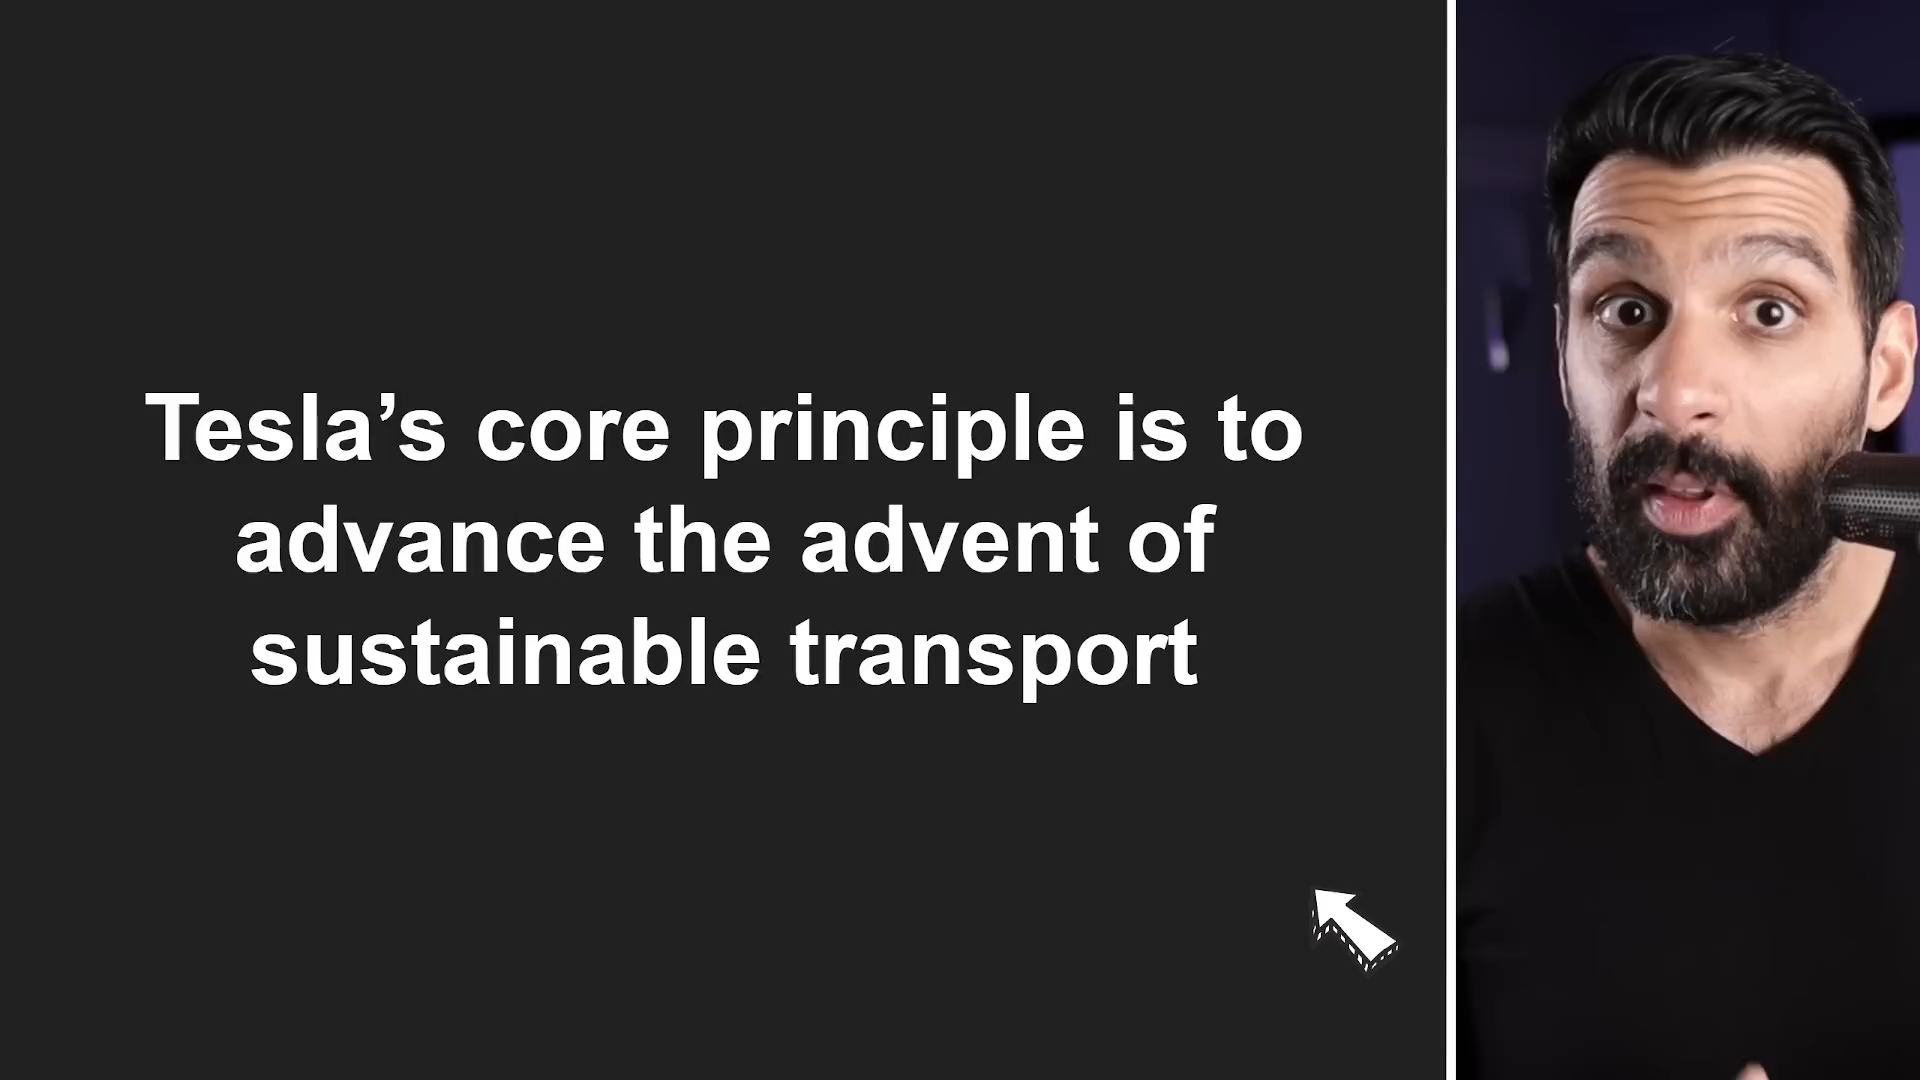 Tesla’s core principle is to
advance the advent of
sustainable transport